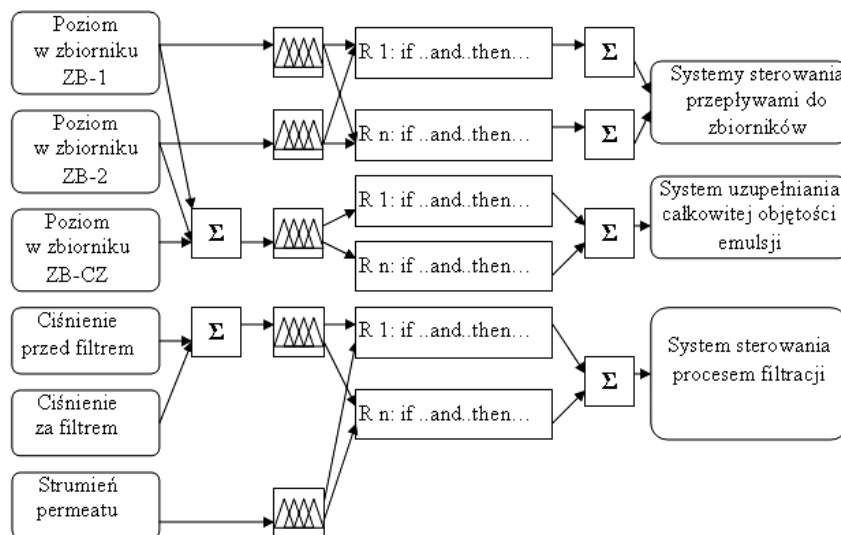 Poziom
w zbiorniku
ZB-1
Poziom
w zbiorniku
ZB-2
Poziom
w zbiorniku
ZB-CZ
Ciśnienie
przed filtrem
Ciśnienie
za filtrem
Strumień
permeatu
Σ
Σ
R 1: if ..and..then…
R n: if ..and..then…
R 1: if ..and..then…
R n: if ..and..then…
R 1: if ..and..then…
R n: if ..and..then…
Σ
Σ
Σ
Σ
Systemy sterowania
przepływami do
zbiorników
System uzupełniania
całkowitej objętości
emulsji
System sterowania
procesem filtracji